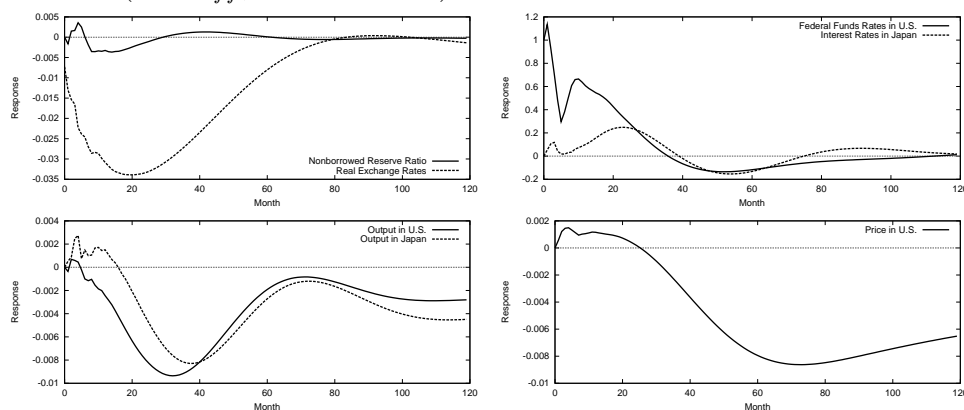 0.005
0
-0.005
-0.01
-0.015
-0.02
-0.025
-0.03
-0.035
Response
Nonborrowed Reserve Ratio
Real Exchange Rates
0 20 40 60 80 100 120
Month
1.2
1
0.8
0.6
0.4
0.2
0
-0.2
Response
Federal Funds Rates in U.S.
Interest Rates in Japan
0 20 40 60 80 100 120
Month
0.004
0.002
0
-0.002
-0.004
-0.006
-0.008
-0.01
Response
Output in U.S.
Output in Japan
0 20 40 60 80 100 120
Month
0.002
0
-0.002
-0.004
-0.006
-0.008
-0.01
Response
Price in U.S.
0 20 40 60 80 100 120
Month